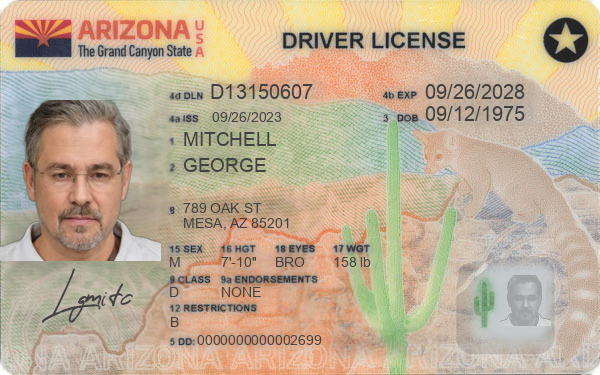 ARIZONA USA
The Grand Canyon State
DRIVER LICENSE
4d DLN D13150607
4b EXP 09/26/2028
4a ISS 09/26/2023
3 DOB 09/12/1975
1 MITCHELL
2 GEORGE
8 789 OAK ST
MESA, AZ 85201
15 SEX 16 HGT 18 EYES 17 WGT
M 7'-10" BRO 158 lb
9 CLASS 9a ENDORSEMENTS
D NONE
12 RESTRICTIONS
B
5 DD: 0000000000002699
ARIZONA ARIZONA ARIZONA ARIZONA